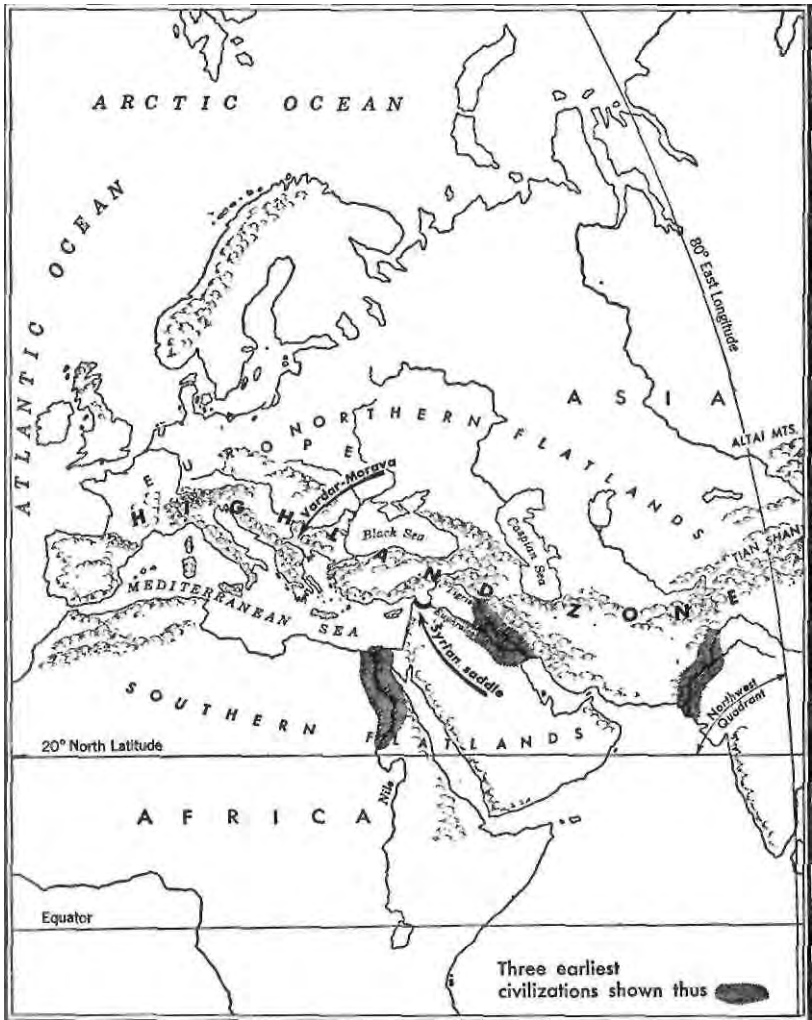 ARCTIC OCEAN
ATLANTIC OCEAN
80° East Longitude
ASIA
ALTAI MTS.
NORTHERN FLATLANDS
EUROPE
Vardar-Morava
HIGHLAND ZONE
Black Sea
Caspian Sea
TIAN SHAN
MEDITERRANEAN SEA
Tigris
Syrian saddle
Northwest
Quadrant
SOUTHERN FLATLANDS
20° North Latitude
Nile
AFRICA
Equator
Three earliest
civilizations shown thus